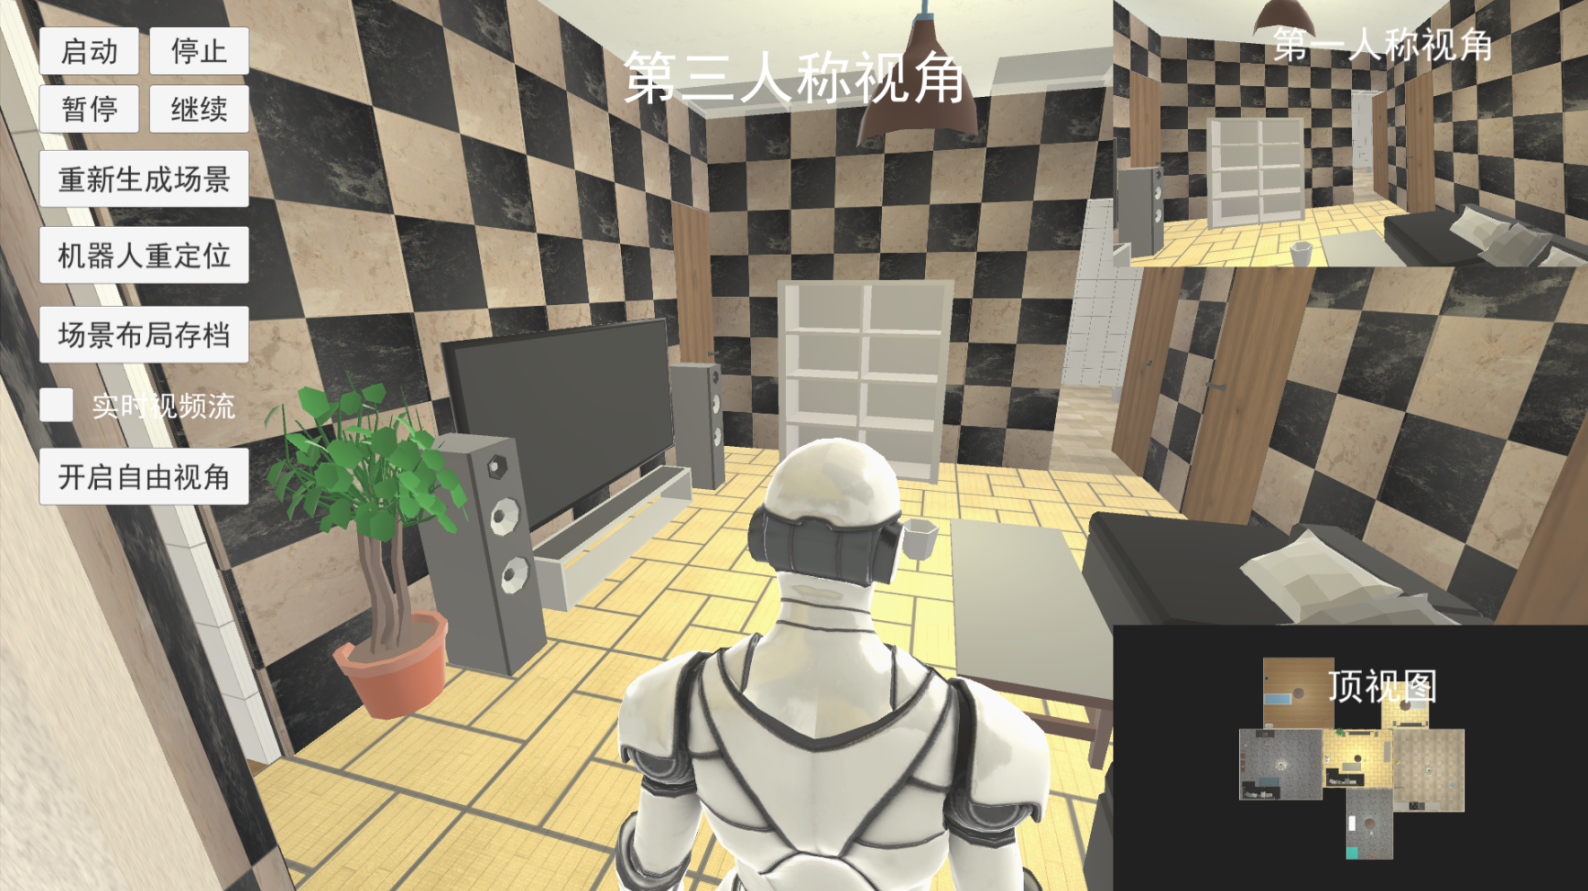 启动
停止
暂停
继续
重新生成场景
机器人重定位
场景布局存档
实时视频流
开启自由视角
第三人称视角
第一人称视角
顶视图